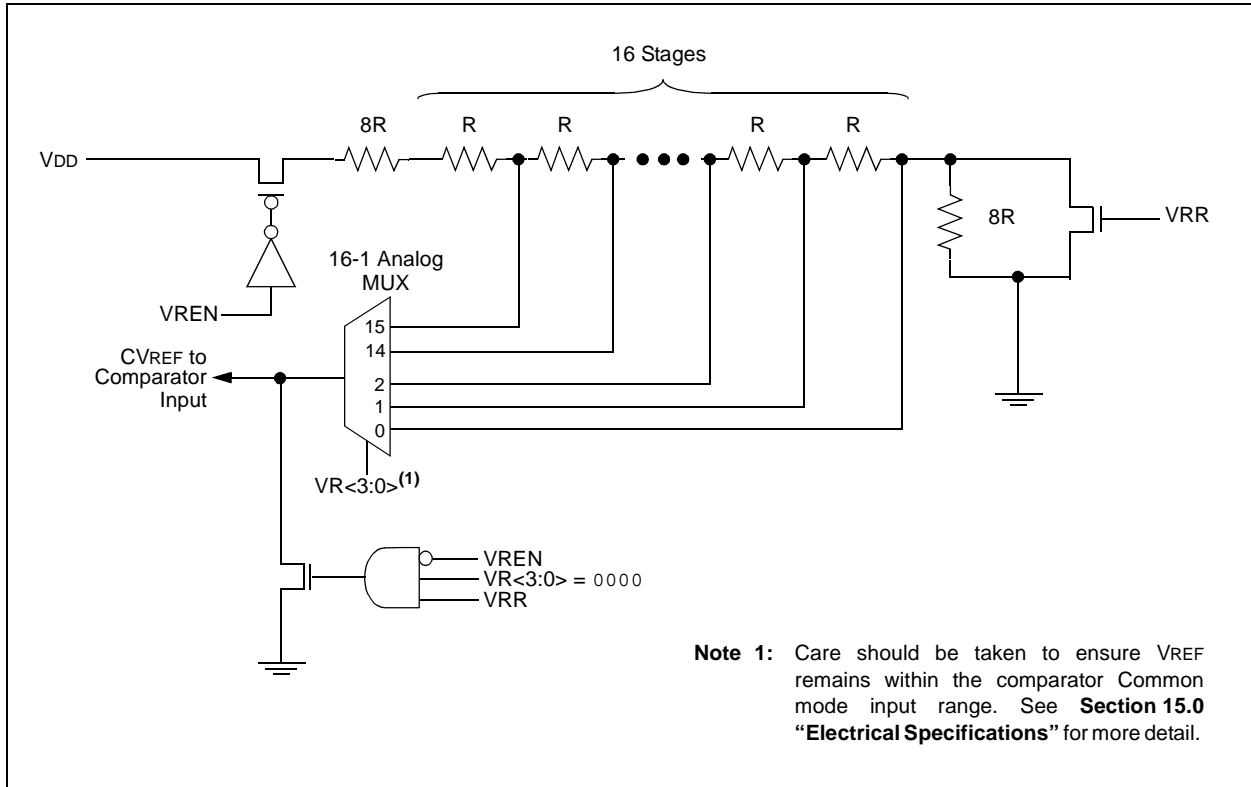 16 Stages
8R R R R R
VDD
8R
VRR
16-1 Analog
MUX
VREN
15
14
2
1
0
CVREF to
Comparator
Input
VR<3:0>(1)
VREN
VR<3:0> = 0000
VRR
Note 1: Care should be taken to ensure VREF
remains within the comparator Common
mode input range. See Section 15.0
“Electrical Specifications” for more detail.